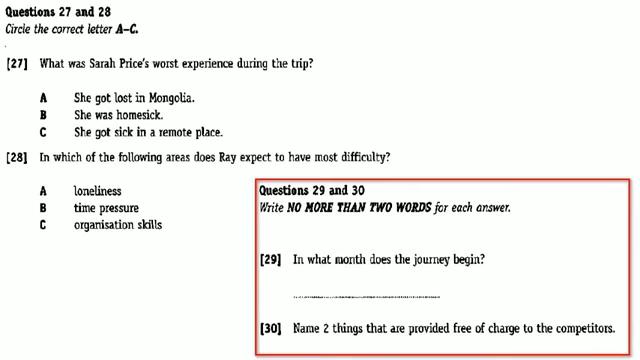 Questions 27 and 28
Circle the correct letter A–C.
[27] What was Sarah Price's worst experience during the trip?
A She got lost in Mongolia.
B She was homesick.
C She got sick in a remote place.
[28] In which of the following areas does Ray expect to have most difficulty?
A loneliness
B time pressure
C organisation skills
Questions 29 and 30
Write NO MORE THAN TWO WORDS for each answer.
[29] In what month does the journey begin?
[30] Name 2 things that are provided free of charge to the competitors.